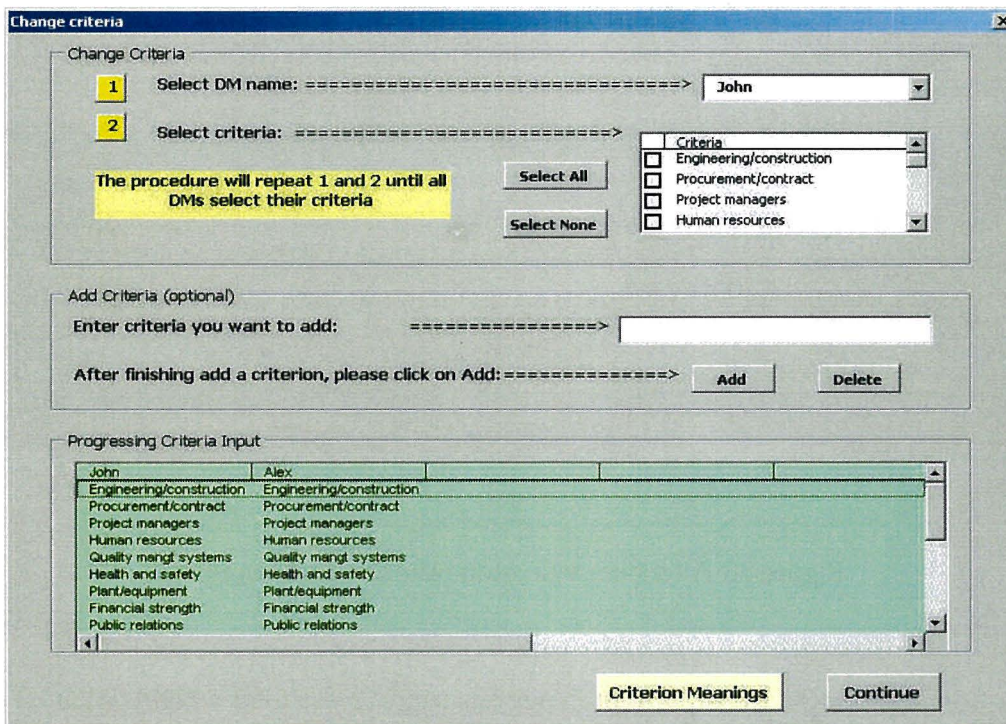 Change criteria
Change Criteria
1 Select DM name: ==================================> John
2 Select criteria: ============================>
Criteria
Engineering/construction
Procurement/contract
Project managers
Human resources
The procedure will repeat 1 and 2 until all
DMs select their criteria
Select All
Select None
Add Criteria (optional)
Enter criteria you want to add: ================>
After finishing add a criterion, please click on Add:==============> Add Delete
Progressing Criteria Input
John Alex
Engineering/construction Engineering/construction
Procurement/contract Procurement/contract
Project managers Project managers
Human resources Human resources
Quality mangt systems Quality mangt systems
Health and safety Health and safety
Plant/equipment Plant/equipment
Financial strength Financial strength
Public relations Public relations
Criterion Meanings Continue